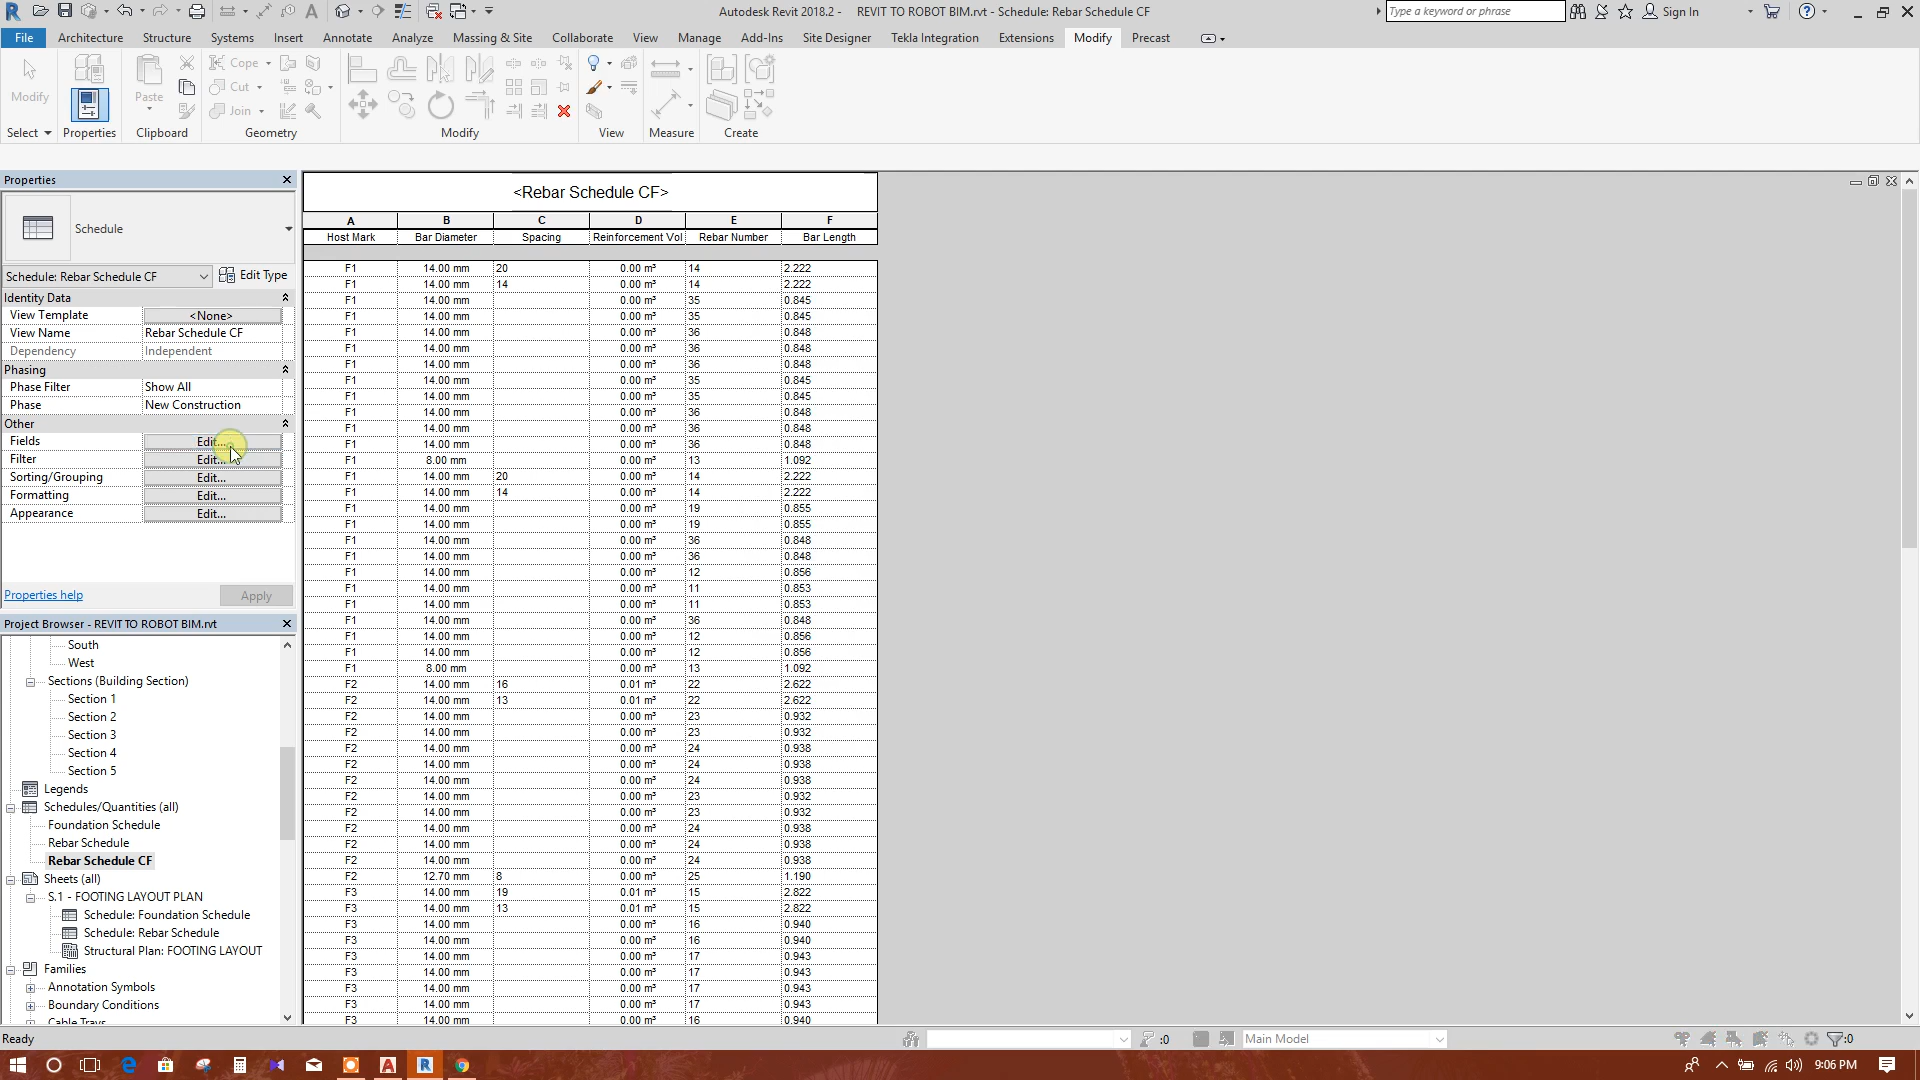 Autodesk Revit 2018.2 - REVIT TO ROBOT BIM.rvt - Schedule: Rebar Schedule CF
Type a keyword or phrase
Sign In
File Architecture Structure Systems Insert Annotate Analyze Massing & Site Collaborate View Manage Add-Ins Site Designer Tekla Integration Extensions Modify Precast
Modify Paste Cope Cut Join
Select Properties Clipboard Geometry Modify View Measure Create
Properties
Schedule
Schedule: Rebar Schedule CF Edit Type
Identity Data
View Template <None>
View Name Rebar Schedule CF
Dependency Independent
Phasing
Phase Filter Show All
Phase New Construction
Other
Fields Edit...
Filter Edit...
Sorting/Grouping Edit...
Formatting Edit...
Appearance Edit...
Properties help Apply
Project Browser - REVIT TO ROBOT BIM.rvt
South
West
Sections (Building Section)
Section 1
Section 2
Section 3
Section 4
Section 5
Legends
Schedules/Quantities (all)
Foundation Schedule
Rebar Schedule
Rebar Schedule CF
Sheets (all)
S.1 - FOOTING LAYOUT PLAN
Schedule: Foundation Schedule
Schedule: Rebar Schedule
Structural Plan: FOOTING LAYOUT
Families
Annotation Symbols
Boundary Conditions
Cable Trays
<Rebar Schedule CF>
A B C D E F
Host Mark Bar Diameter Spacing Reinforcement Vol Rebar Number Bar Length
F1 14.00 mm 20 0.00 m³ 14 2.222
F1 14.00 mm 14 0.00 m³ 14 2.222
F1 14.00 mm 0.00 m³ 35 0.845
F1 14.00 mm 0.00 m³ 35 0.845
F1 14.00 mm 0.00 m³ 36 0.848
F1 14.00 mm 0.00 m³ 36 0.848
F1 14.00 mm 0.00 m³ 36 0.848
F1 14.00 mm 0.00 m³ 35 0.845
F1 14.00 mm 0.00 m³ 35 0.845
F1 14.00 mm 0.00 m³ 36 0.848
F1 14.00 mm 0.00 m³ 36 0.848
F1 14.00 mm 0.00 m³ 36 0.848
F1 8.00 mm 0.00 m³ 13 1.092
F1 14.00 mm 20 0.00 m³ 14 2.222
F1 14.00 mm 14 0.00 m³ 14 2.222
F1 14.00 mm 0.00 m³ 19 0.855
F1 14.00 mm 0.00 m³ 19 0.855
F1 14.00 mm 0.00 m³ 36 0.848
F1 14.00 mm 0.00 m³ 36 0.848
F1 14.00 mm 0.00 m³ 12 0.856
F1 14.00 mm 0.00 m³ 11 0.853
F1 14.00 mm 0.00 m³ 11 0.853
F1 14.00 mm 0.00 m³ 36 0.848
F1 14.00 mm 0.00 m³ 12 0.856
F1 14.00 mm 0.00 m³ 12 0.856
F1 8.00 mm 0.00 m³ 13 1.092
F2 14.00 mm 16 0.01 m³ 22 2.622
F2 14.00 mm 13 0.01 m³ 22 2.622
F2 14.00 mm 0.00 m³ 23 0.932
F2 14.00 mm 0.00 m³ 23 0.932
F2 14.00 mm 0.00 m³ 24 0.938
F2 14.00 mm 0.00 m³ 24 0.938
F2 14.00 mm 0.00 m³ 24 0.938
F2 14.00 mm 0.00 m³ 23 0.932
F2 14.00 mm 0.00 m³ 23 0.932
F2 14.00 mm 0.00 m³ 24 0.938
F2 14.00 mm 0.00 m³ 24 0.938
F2 14.00 mm 0.00 m³ 24 0.938
F2 12.70 mm 8 0.00 m³ 25 1.190
F3 14.00 mm 19 0.01 m³ 15 2.822
F3 14.00 mm 13 0.01 m³ 15 2.822
F3 14.00 mm 0.00 m³ 16 0.940
F3 14.00 mm 0.00 m³ 16 0.940
F3 14.00 mm 0.00 m³ 17 0.943
F3 14.00 mm 0.00 m³ 17 0.943
F3 14.00 mm 0.00 m³ 17 0.943
F3 14.00 mm 0.00 m³ 17 0.943
F3 14.00 mm 0.00 m³ 16 0.940
Ready :0 Main Model :0
9:06 PM